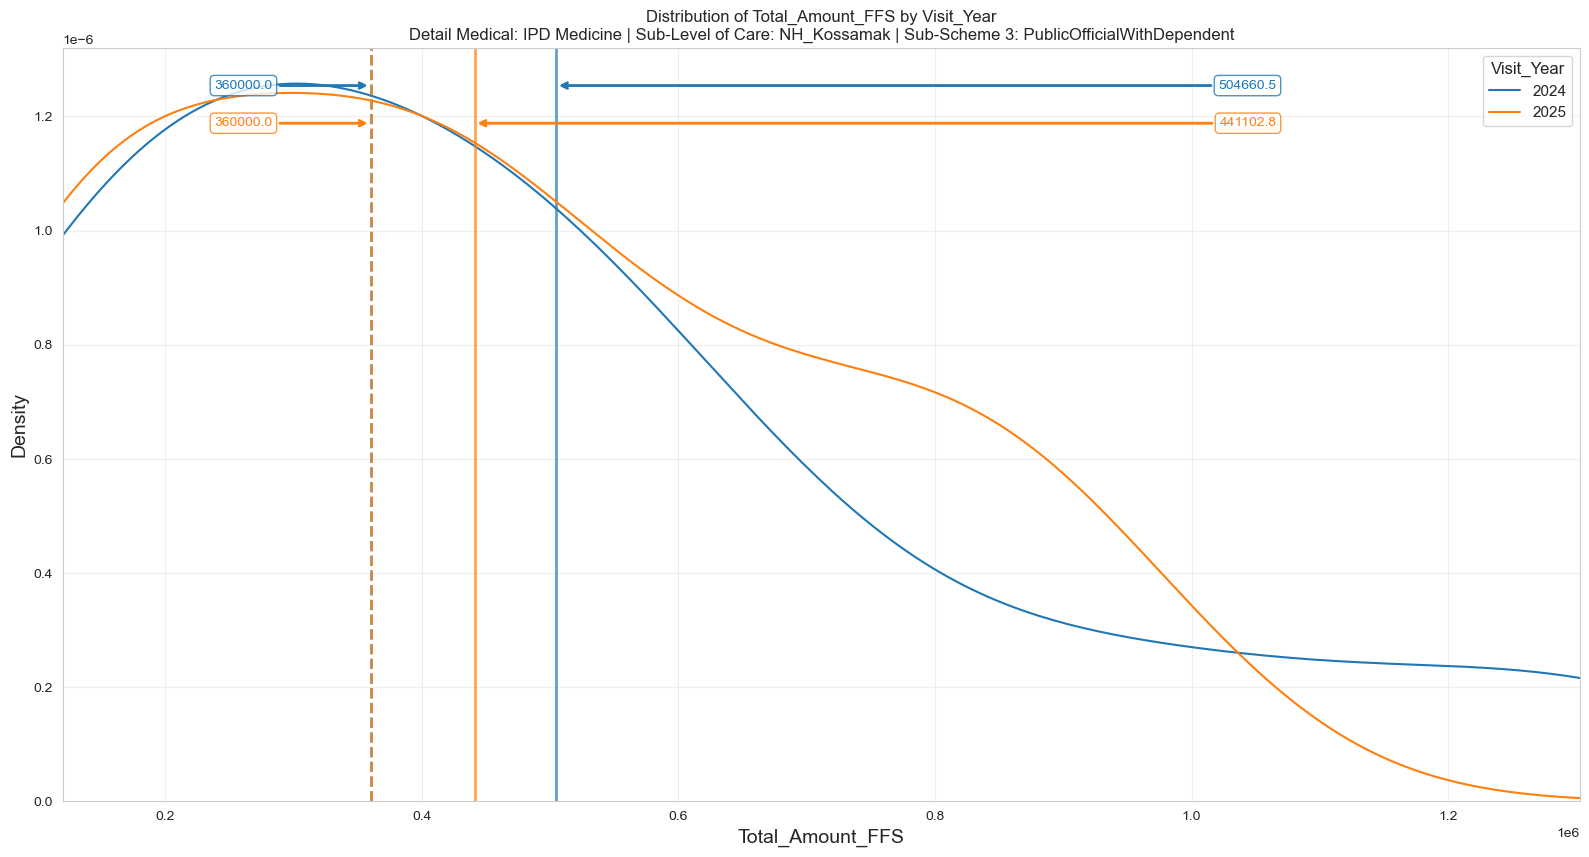 Distribution of Total_Amount_FFS by Visit_Year
Detail Medical: IPD Medicine | Sub-Level of Care: NH_Kossamak | Sub-Scheme 3: PublicOfficialWithDependent
1e−6
360000.0
504660.5
360000.0
441102.8
Visit_Year
2024
2025
1.2
1.0
0.8
0.6
0.4
0.2
0.0
Density
0.2
0.4
0.6
0.8
1.0
1.2
1e6
Total_Amount_FFS